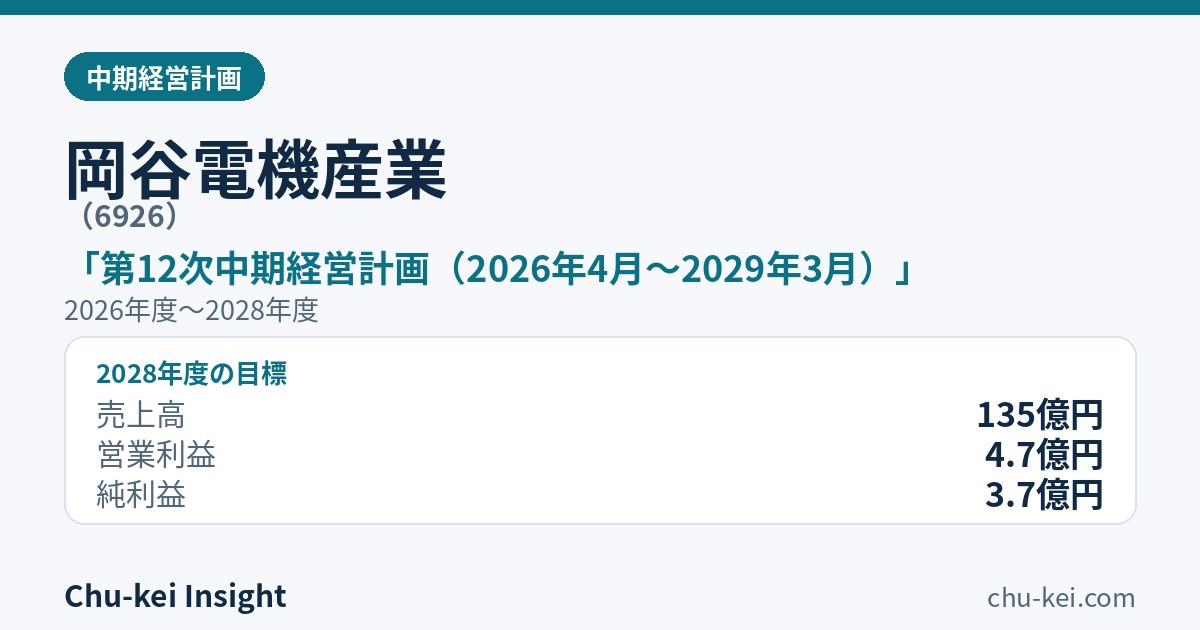 中期経営計画
岡谷電機産業
（6926）
「第12次中期経営計画（2026年4月～2029年3月）」
2026年度～2028年度
2028年度の目標
売上高 135億円
営業利益 4.7億円
純利益 3.7億円
Chu-kei Insight chu-kei.com